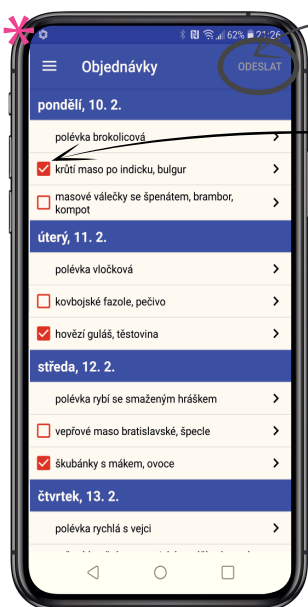 62% 21:26
Objednávky
ODESLAT
pondělí, 10. 2.
polévka brokolicová
krůtí maso po indicku, bulgur
masové válečky se špenátem, brambor,
kompot
úterý, 11. 2.
polévka vločková
kovbojské fazole, pečivo
hovězí guláš, těstovina
středa, 12. 2.
polévka rybí se smaženým hráškem
vepřové maso bratislavské, špecle
škubánky s mákem, ovoce
čtvrtek, 13. 2.
polévka rychlá s vejci